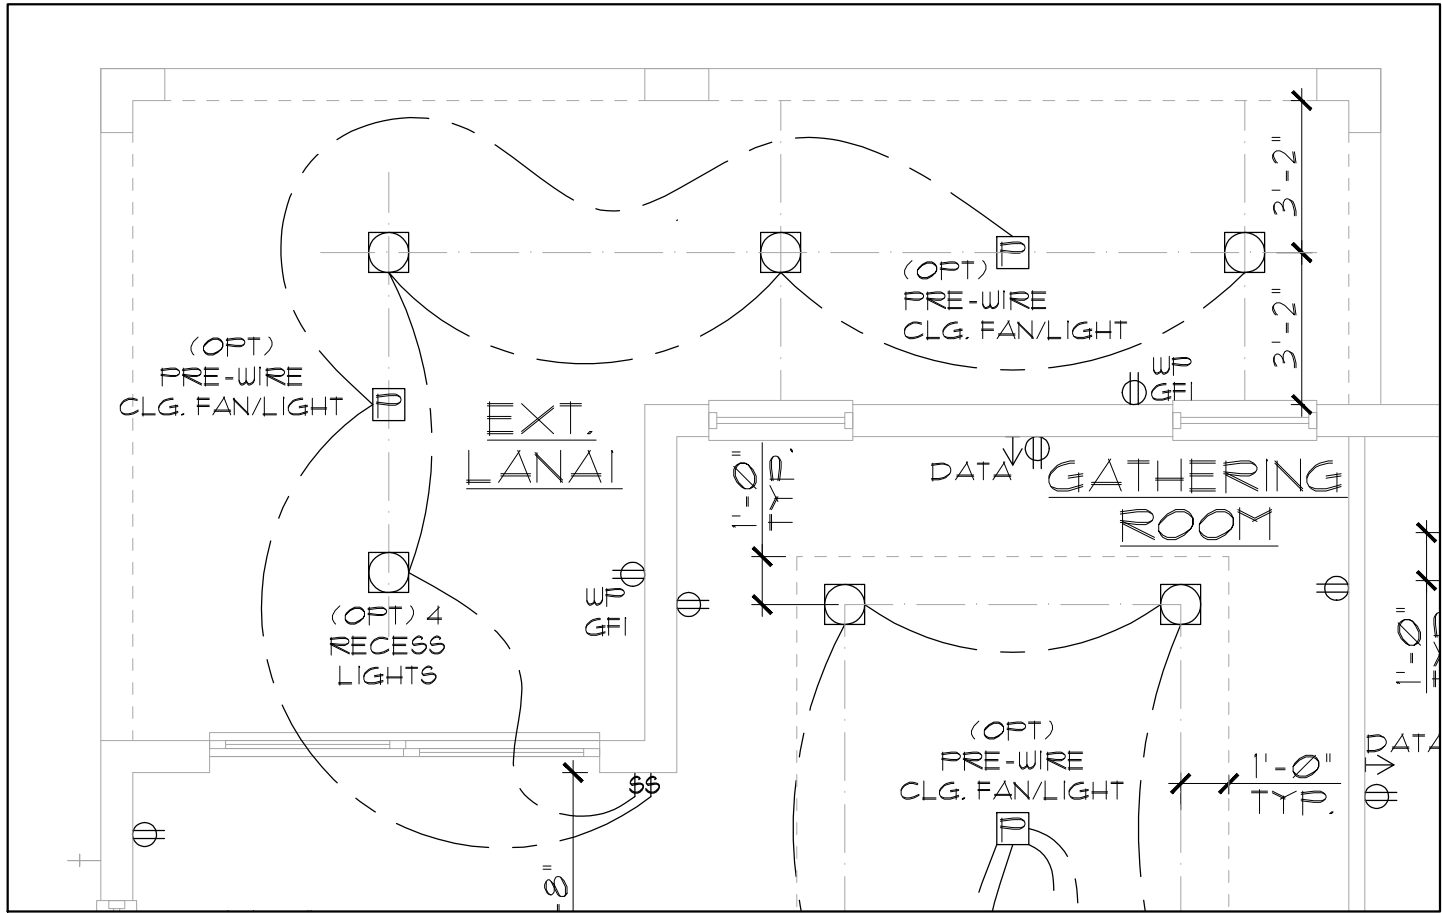 3'-2"
(OPT)
PRE-WIRE
CLG. FAN/LIGHT
P
3'-2"
(OPT)
PRE-WIRE
CLG. FAN/LIGHT
P
WP
GFI
EXT.
LANAI
DATA
GATHERING
ROOM
1'-0"
TYP.
WP
GFI
(OPT) 4
RECESS
LIGHTS
1'-0"
(OPT)
PRE-WIRE
CLG. FAN/LIGHT
P
1'-0"
TYP.
DATA
$$
-8"